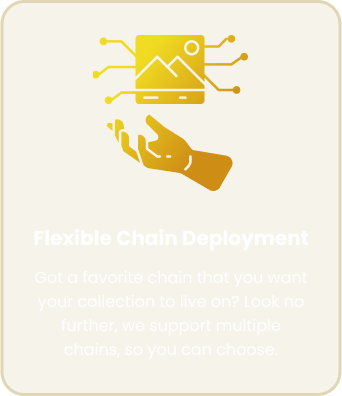 Flexible Chain Deployment
Got a favorite chain that you want
your collection to live on? Look no
further, we support multiple
chains. so you can choose.